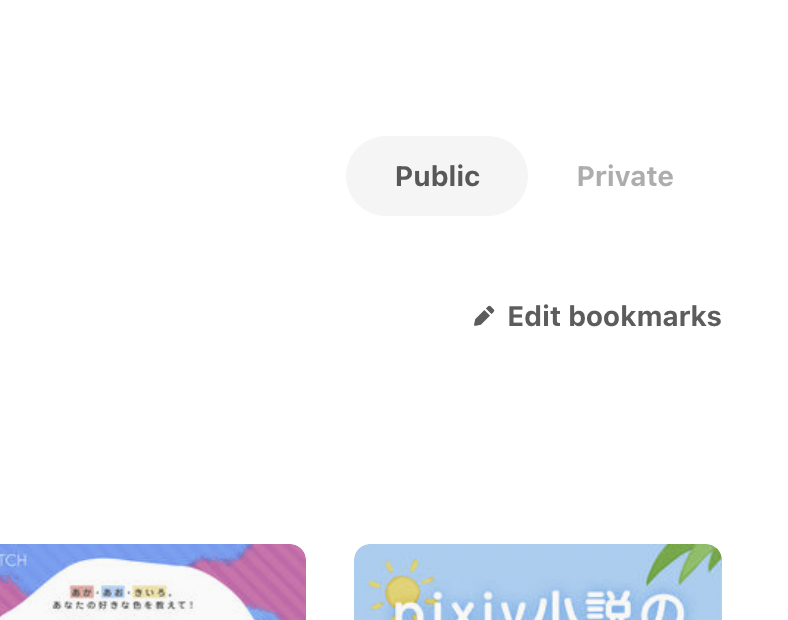 Public Private
Edit bookmarks
TCH
あか・あお・きいろ。
あなたの好きな色を教えて！
pixiv小説の